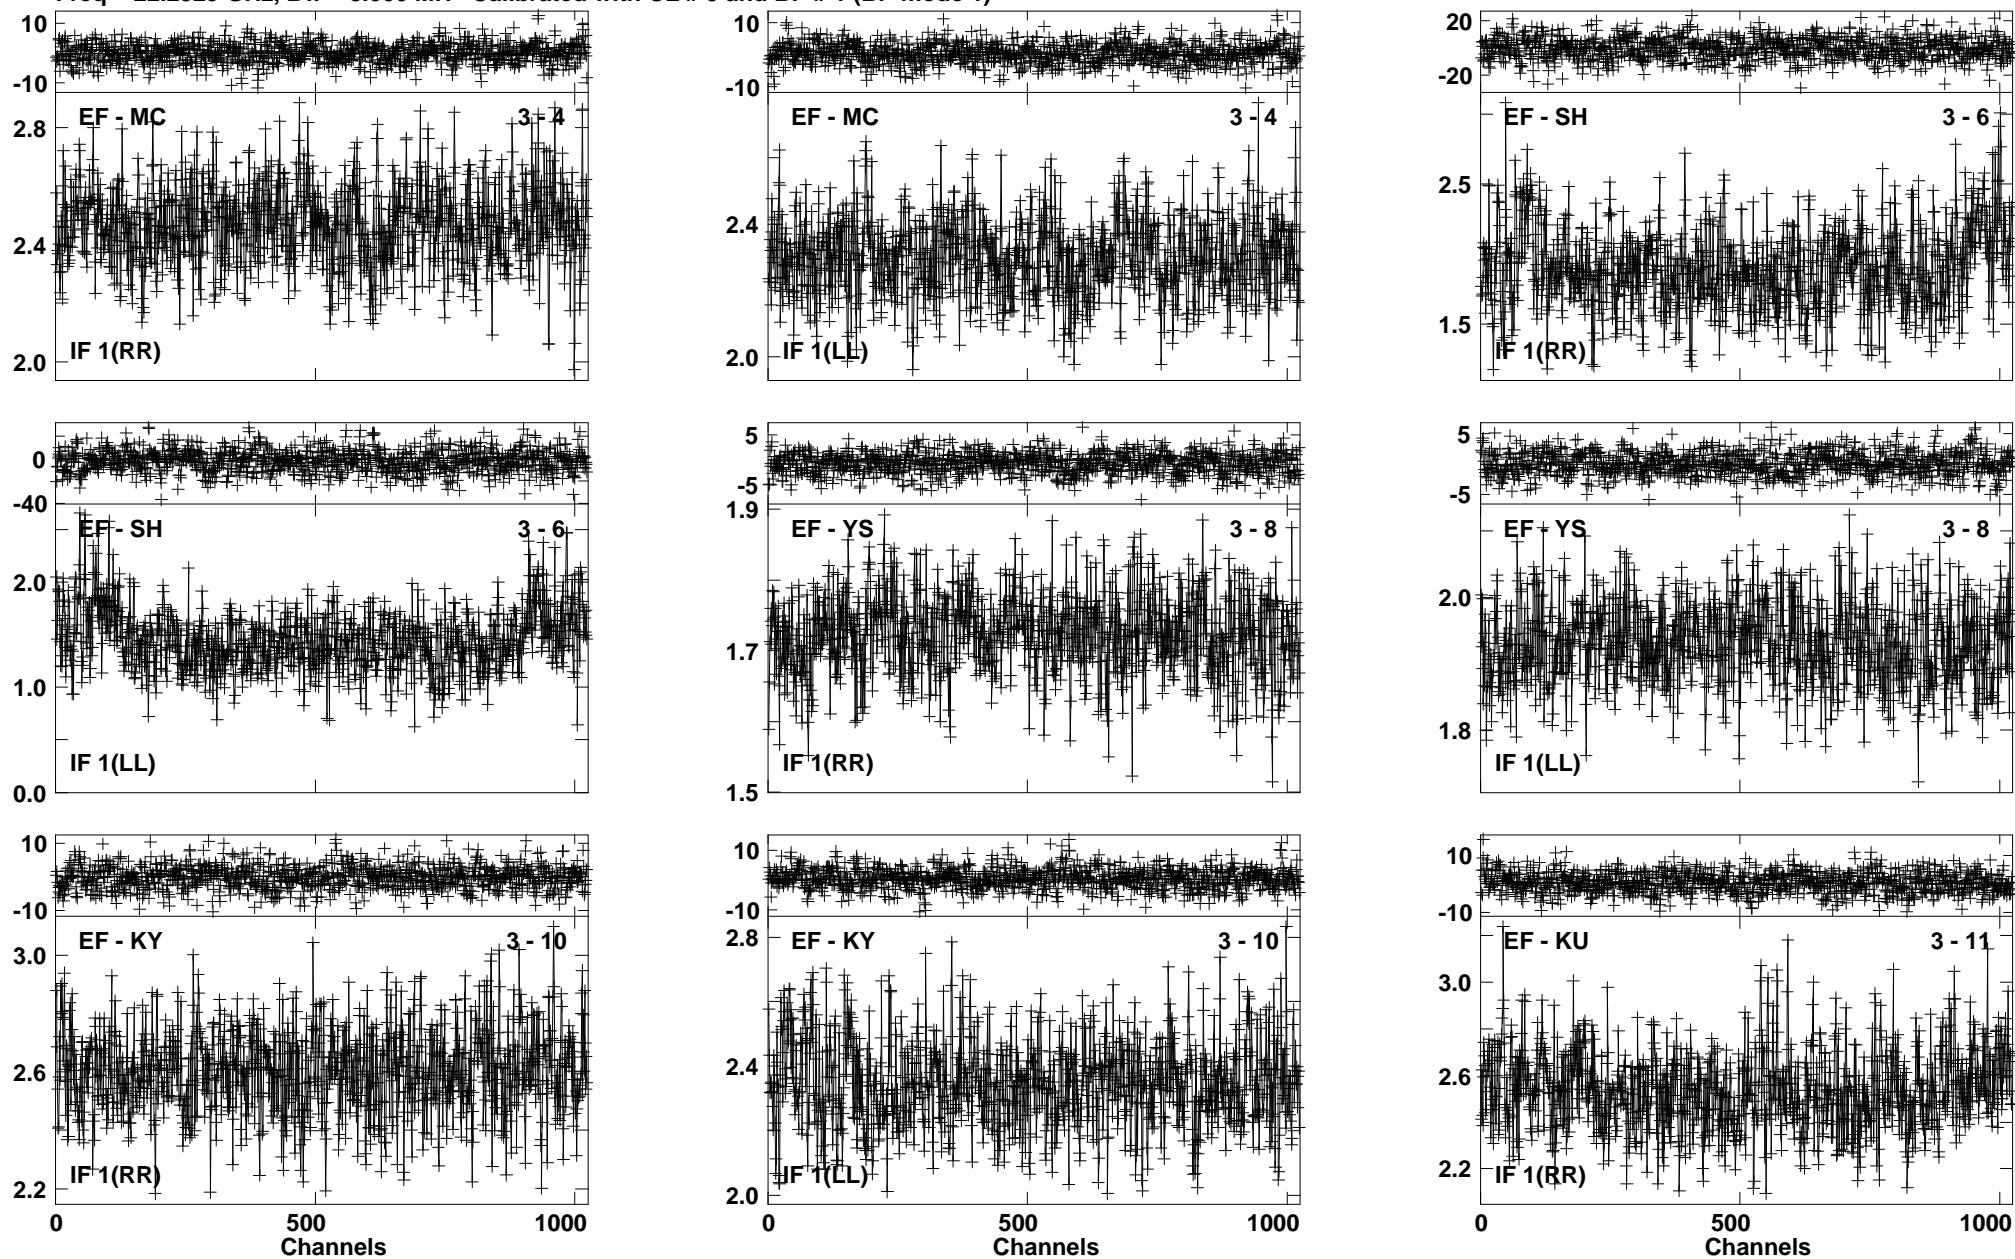 10
-10
EF - MC
3 - 4
2.8
2.4
2.0
IF 1(RR)
10
-10
EF - MC
3 - 4
2.4
2.0
IF 1(LL)
20
-20
EF - SH
3 - 6
2.5
1.5
IF 1(RR)
0
-40
EF - SH
3 - 6
2.0
1.0
0.0
IF 1(LL)
5
-5
1.9
EF - YS
3 - 8
1.7
1.5
IF 1(RR)
5
-5
EF - YS
3 - 8
2.0
1.8
IF 1(LL)
10
-10
EF - KY
3 - 10
3.0
2.6
2.2
IF 1(RR)
0 500 1000
Channels
10
-10
2.8
EF - KY
3 - 10
2.4
2.0
IF 1(LL)
0 500 1000
Channels
10
-10
EF - KU
3 - 11
3.0
2.6
2.2
IF 1(RR)
0 500 1000
Channels